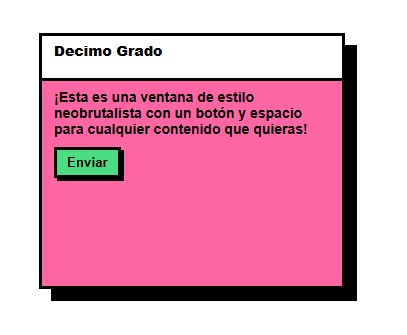 Decimo Grado
¡Esta es una ventana de estilo
neobrutalista con un botón y espacio
para cualquier contenido que quieras!
Enviar